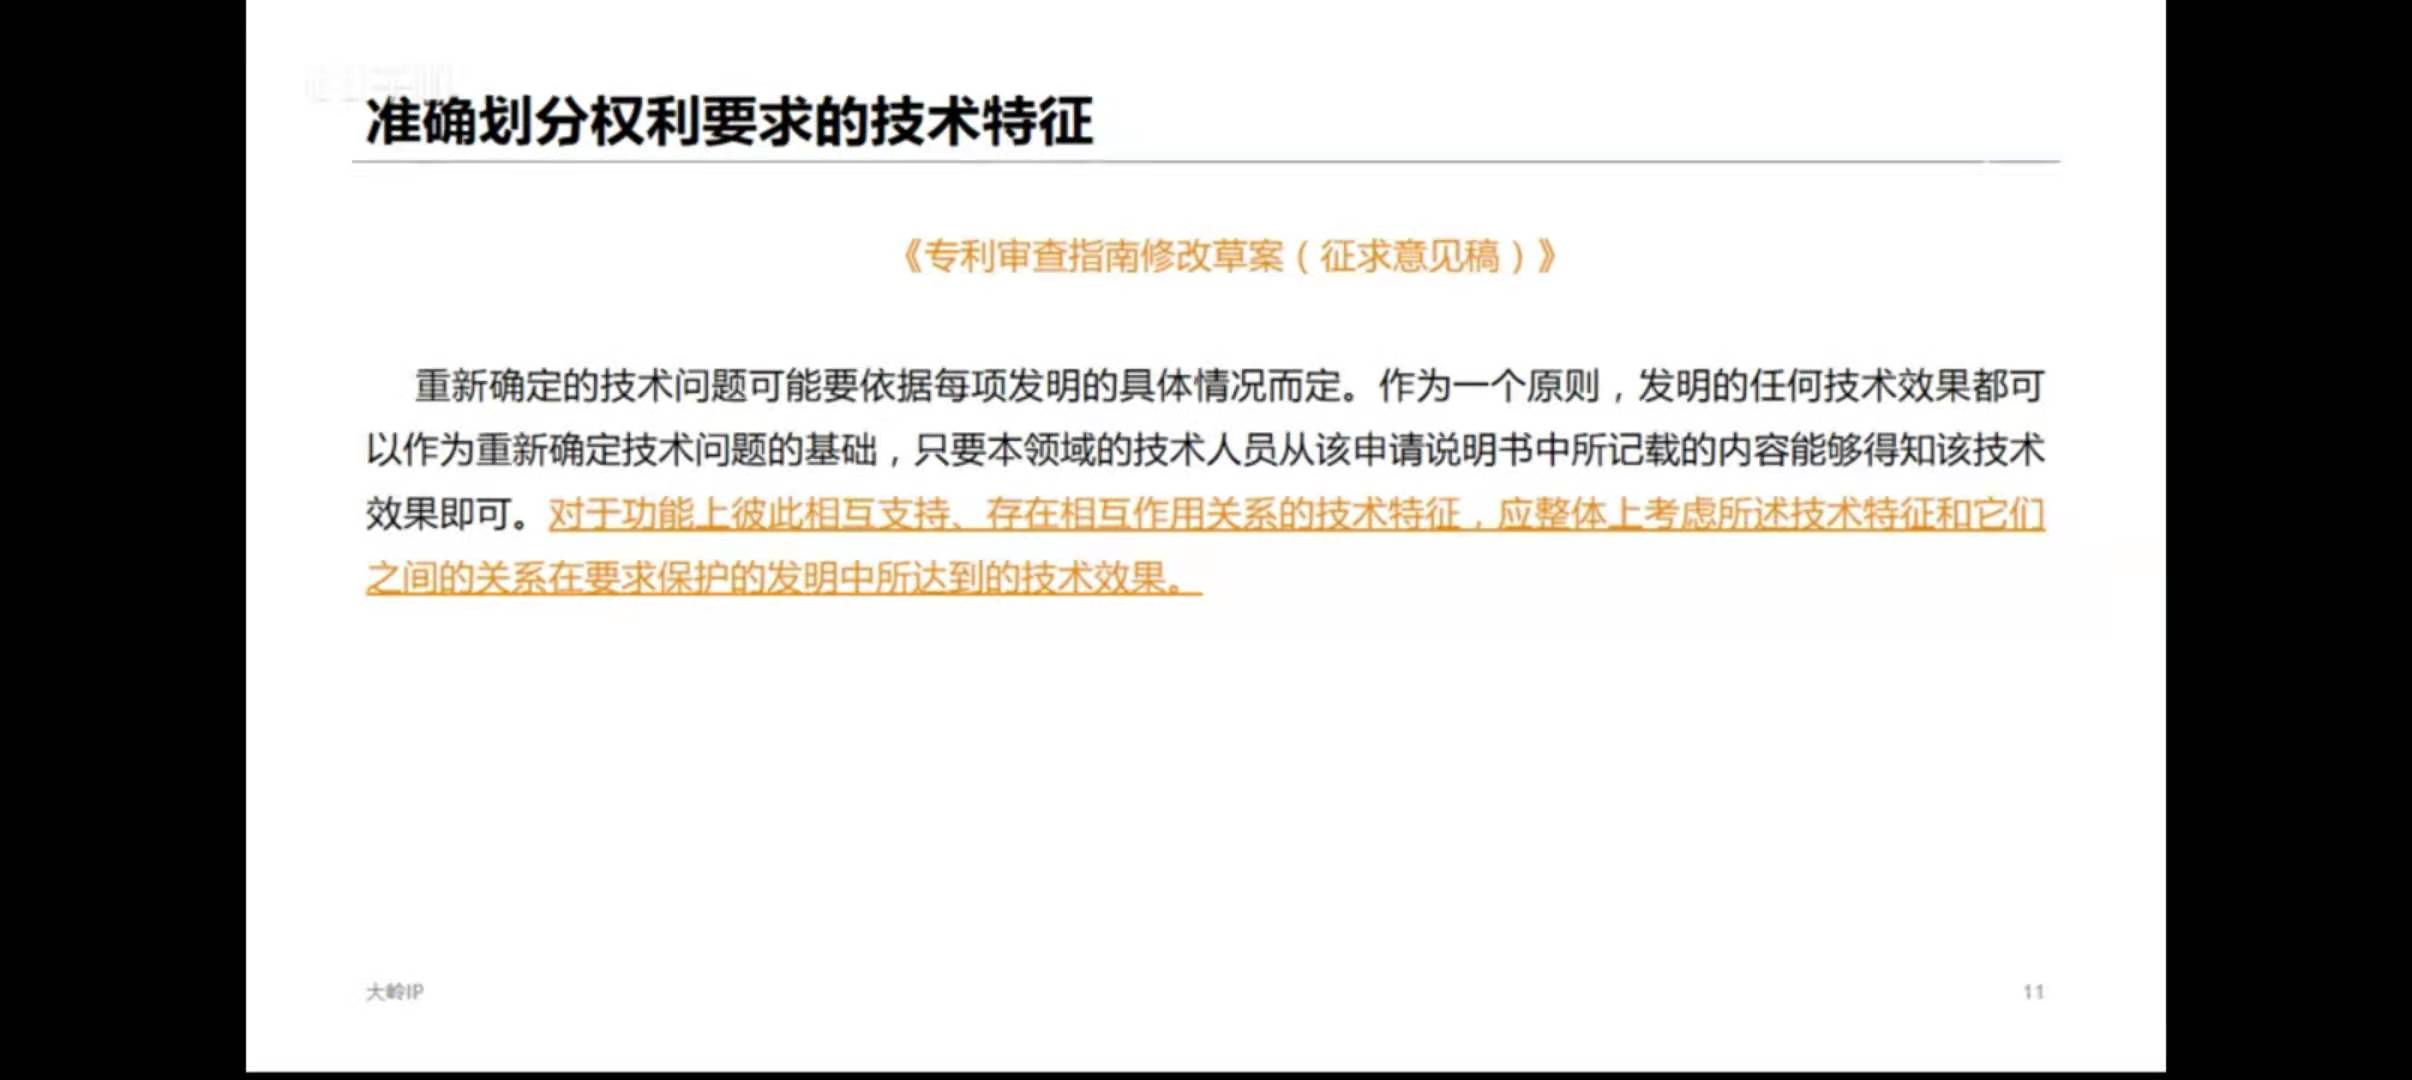 准确划分权利要求的技术特征
《专利审查指南修改草案（征求意见稿）》
重新确定的技术问题可能要依据每项发明的具体情况而定。作为一个原则，发明的任何技术效果都可
以作为重新确定技术问题的基础，只要本领域的技术人员从该申请说明书中所记载的内容能够得知该技术
效果即可。对于功能上彼此相互支持、存在相互作用关系的技术特征，应整体上考虑所述技术特征和它们
之间的关系在要求保护的发明中所达到的技术效果。
大岭IP
11